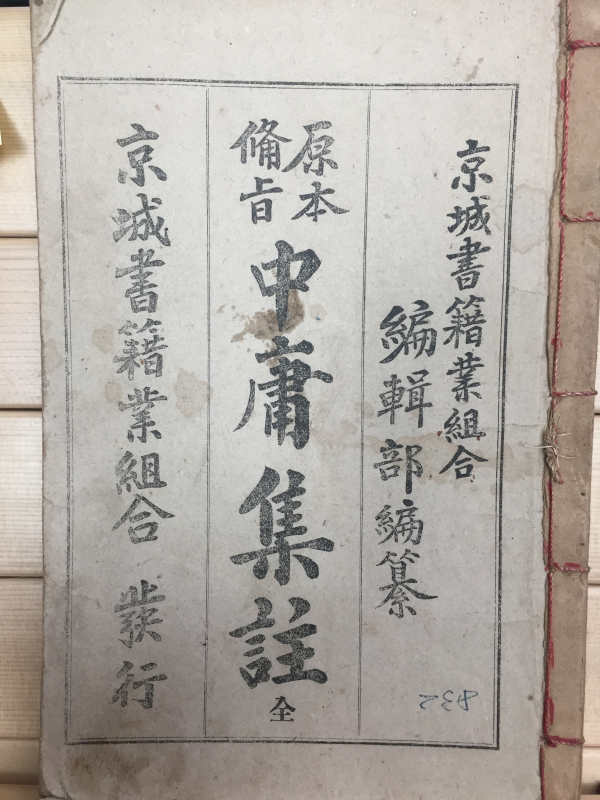 京城書籍業組合
編輯部編纂
原本
備旨
中庸集註
全
京城書籍業組合 發行